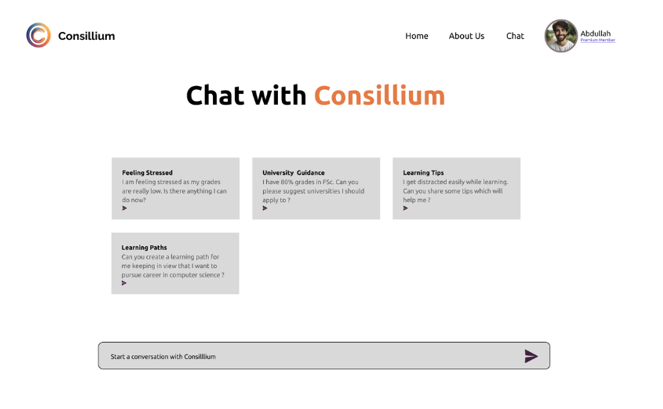 Consillium
Home
About Us
Chat
Abdullah
Premium Member
Chat with Consillium
Feeling Stressed
I am feeling stressed as my grades
are really low. Is there anything I can
do now?
University Guidance
I have 80% grades in FSc. Can you
please suggest universities I should
apply to ?
Learning Tips
I get distracted easily while learning.
Can you share some tips which will
help me ?
Learning Paths
Can you create a learning path for
me keeping in view that I want to
pursue career in computer science ?
Start a conversation with Consilllium